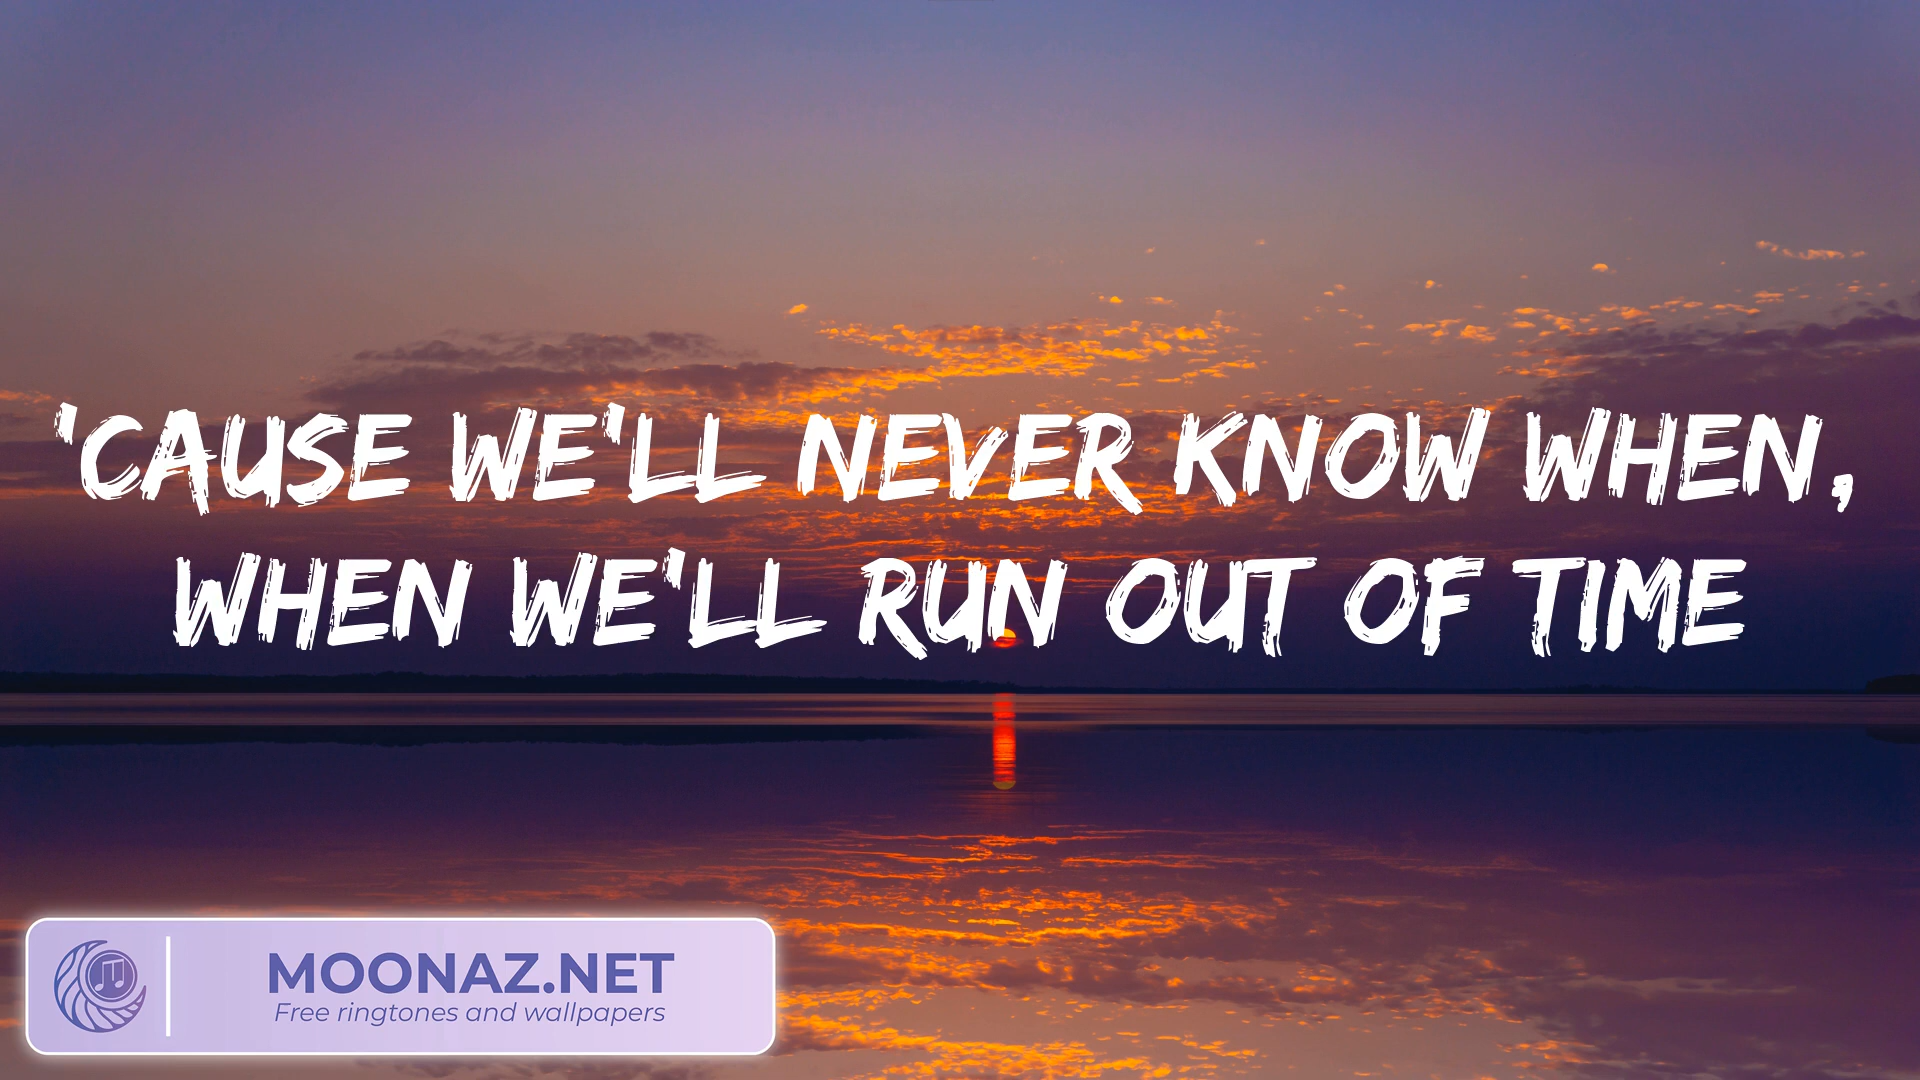 'CAUSE WE'LL NEVER KNOW WHEN,
WHEN WE'LL RUN OUT OF TIME
MOONAZ.NET
Free ringtones and wallpapers